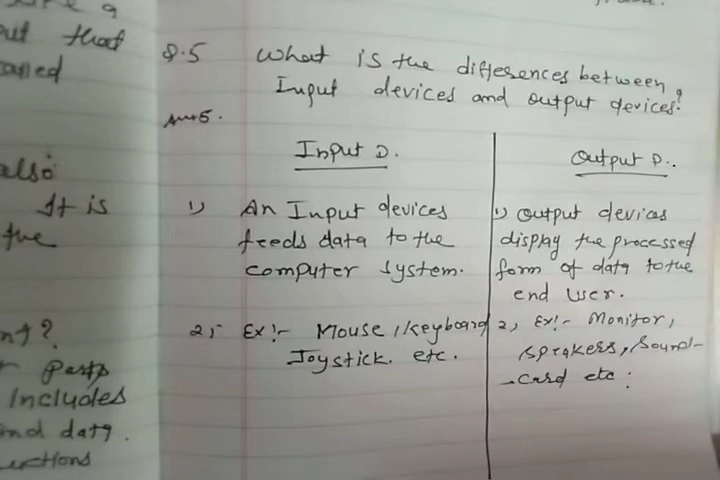 put that
also
It is
the
Parts
Includes
and data.
Q.5 What is the differences between
Input devices and output devices?
Ans 5.
Input D.
1) An Input devices
feeds data to the
computer system.
2) Ex:- Mouse, Keyboard
Joystick. etc.
Output D..
1) Output devices
display the processed
form of data to the
end user.
2) Ex:- Monitor,
Speakers, Sound-
-card etc.